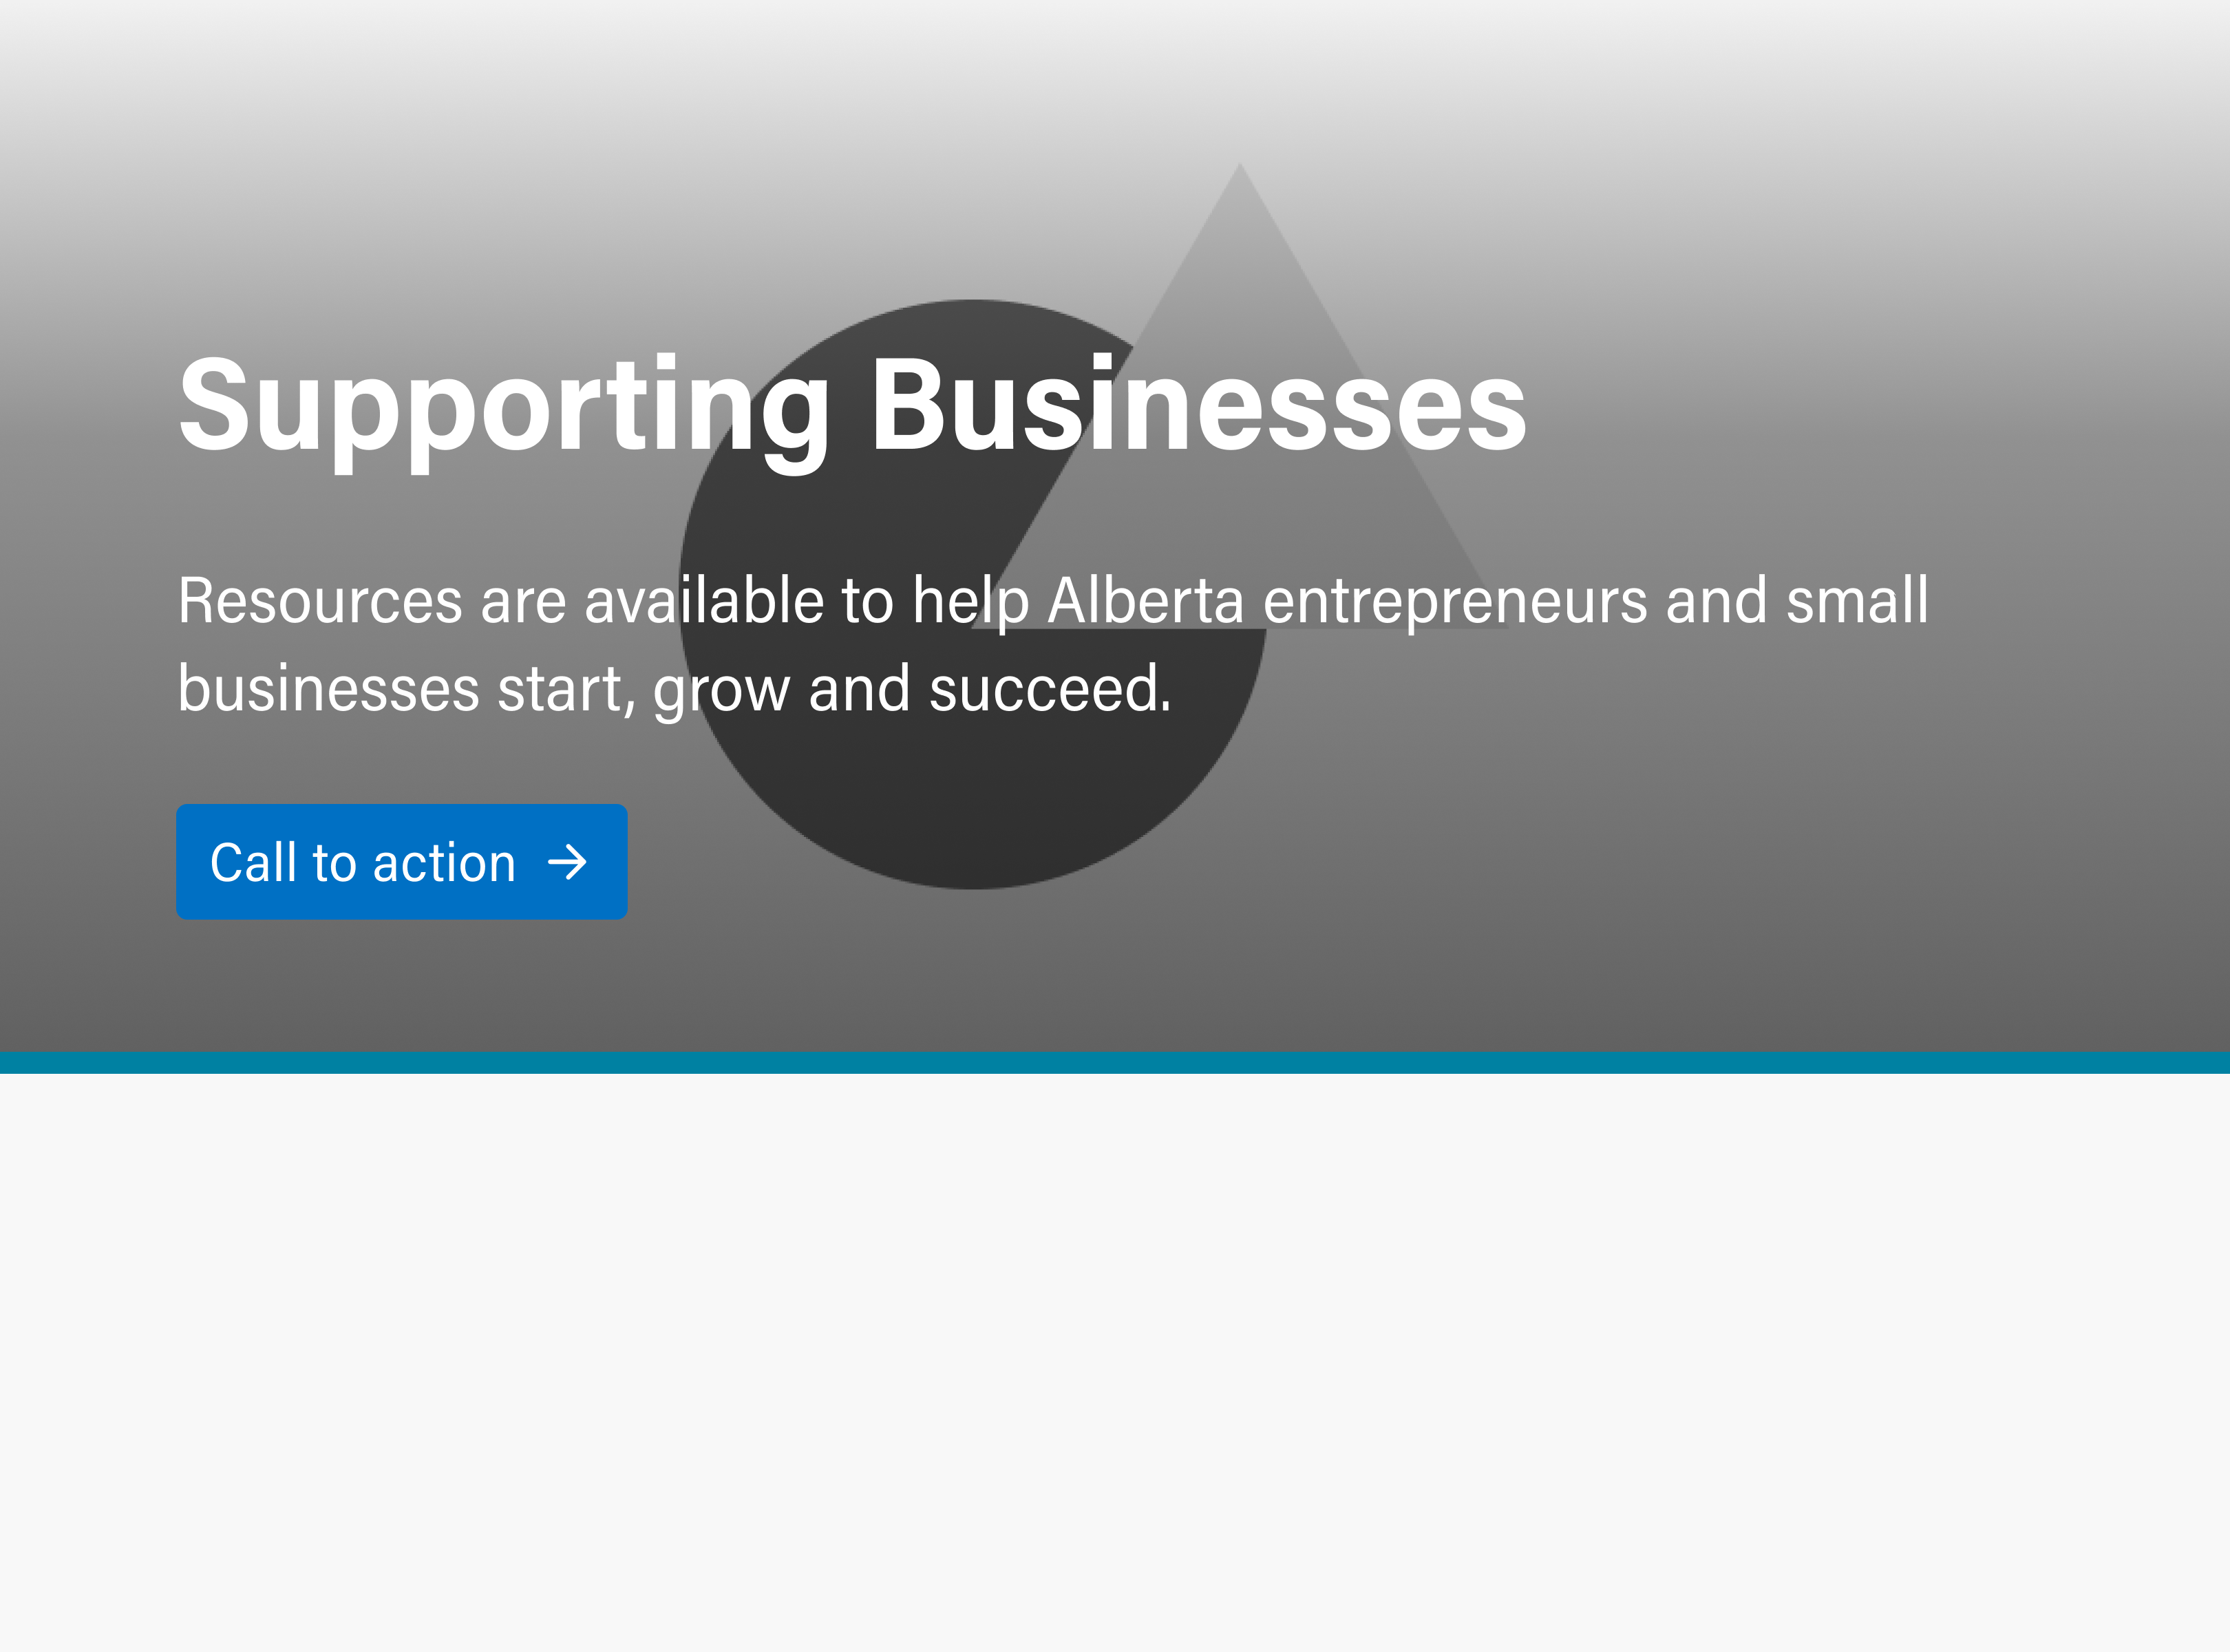 Supporting Businesses
Resources are available to help Alberta entrepreneurs and small
businesses start, grow and succeed.
Call to action